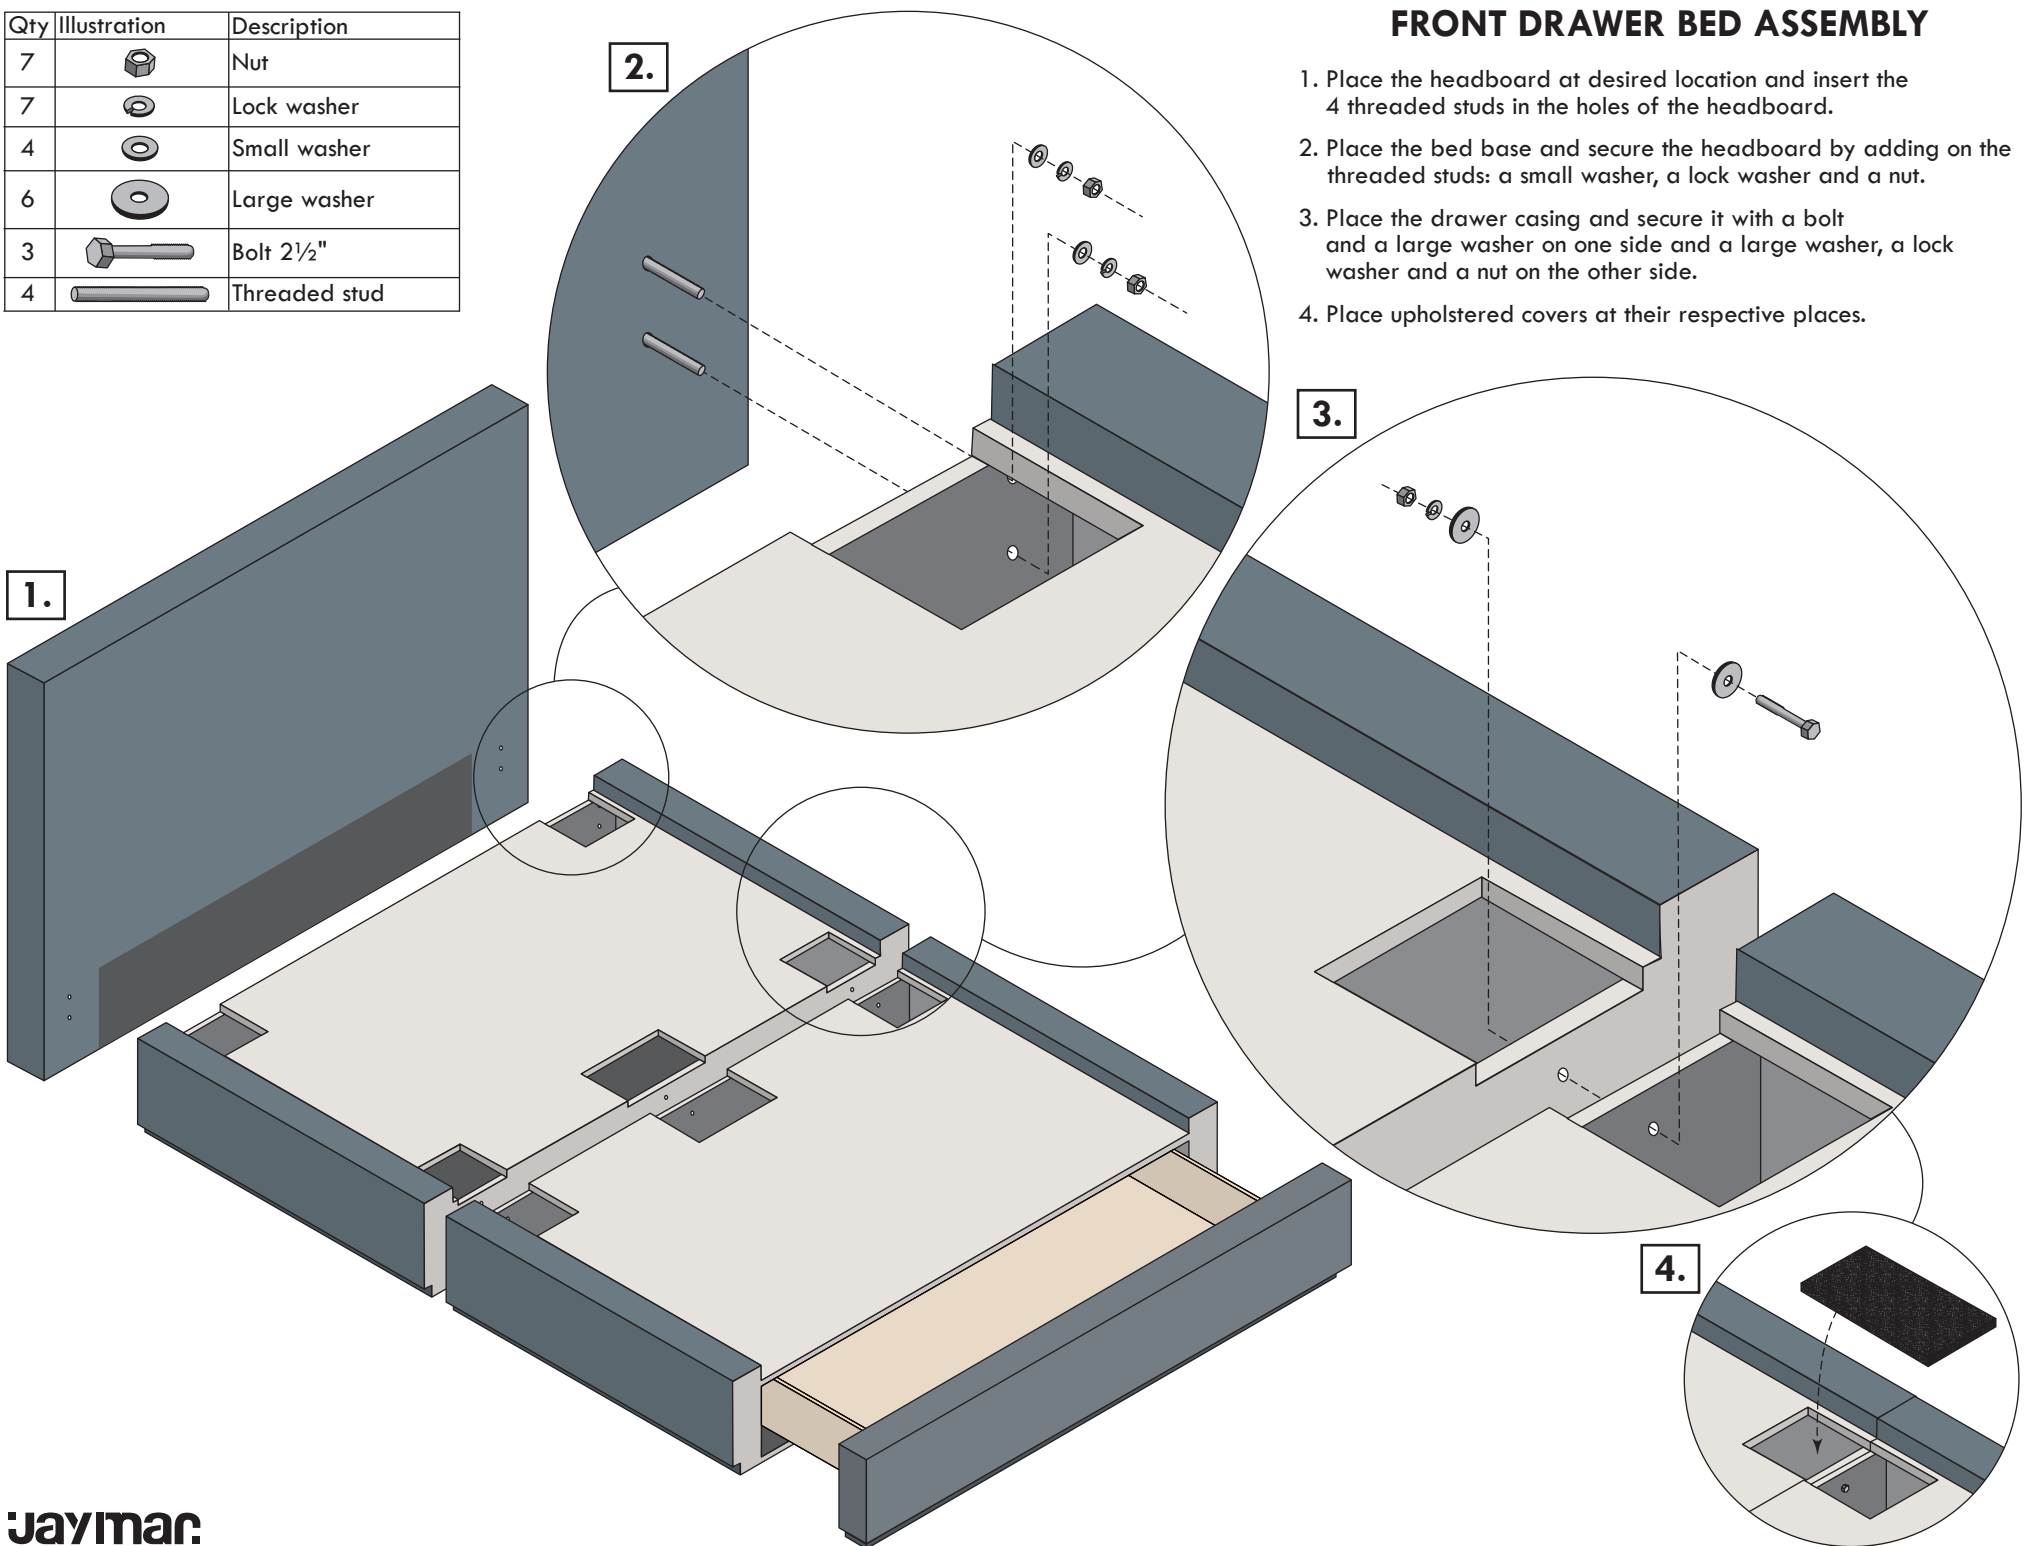 Qty Illustration Description
7 Nut
7 Lock washer
4 Small washer
6 Large washer
3 Bolt 2½"
4 Threaded stud
FRONT DRAWER BED ASSEMBLY
1. Place the headboard at desired location and insert the
4 threaded studs in the holes of the headboard.
2. Place the bed base and secure the headboard by adding on the
threaded studs: a small washer, a lock washer and a nut.
3. Place the drawer casing and secure it with a bolt
and a large washer on one side and a large washer, a lock
washer and a nut on the other side.
4. Place upholstered covers at their respective places.
1.
2.
3.
4.
Jaymar